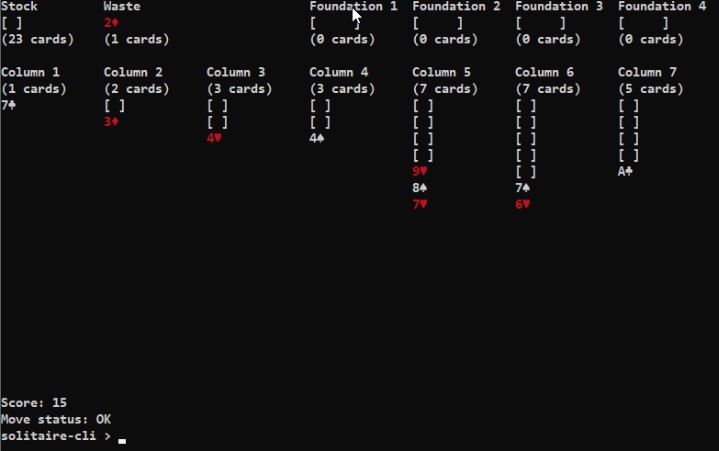 Stock Waste Foundation 1 Foundation 2 Foundation 3 Foundation 4
[ ] 2♦ [ ] [ ] [ ] [ ]
(23 cards) (1 cards) (0 cards) (0 cards) (0 cards) (0 cards)
Column 1 Column 2 Column 3 Column 4 Column 5 Column 6 Column 7
(1 cards) (2 cards) (3 cards) (3 cards) (7 cards) (7 cards) (5 cards)
7♣ [ ] [ ] [ ] [ ] [ ] [ ]
3♦ [ ] [ ] [ ] [ ] [ ]
4♥ 4♠ [ ] [ ] [ ]
[ ] [ ] [ ]
9♥ [ ] A♣
8♠ 7♠
7♥ 6♥
Score: 15
Move status: OK
solitaire-cli >